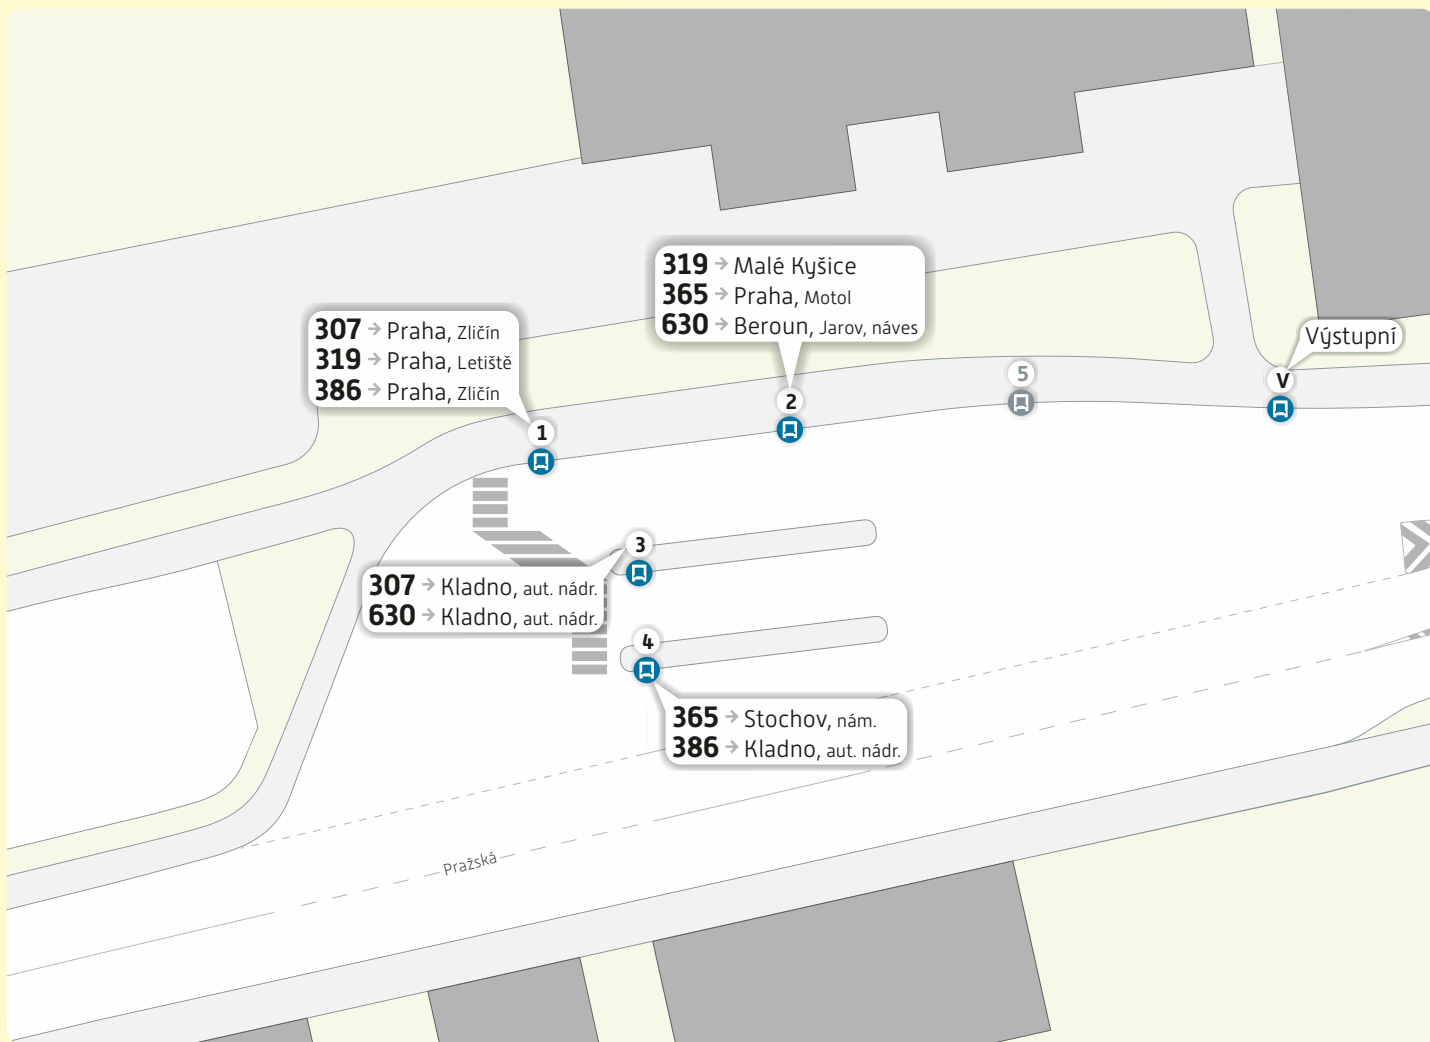 319 → Malé Kyšice
365 → Praha, Motol
630 → Beroun, Jarov, náves
307 → Praha, Zličín
319 → Praha, Letiště
386 → Praha, Zličín
Výstupní
5
V
2
1
3
307 → Kladno, aut. nádr.
630 → Kladno, aut. nádr.
4
365 → Stochov, nám.
386 → Kladno, aut. nádr.
Pražská